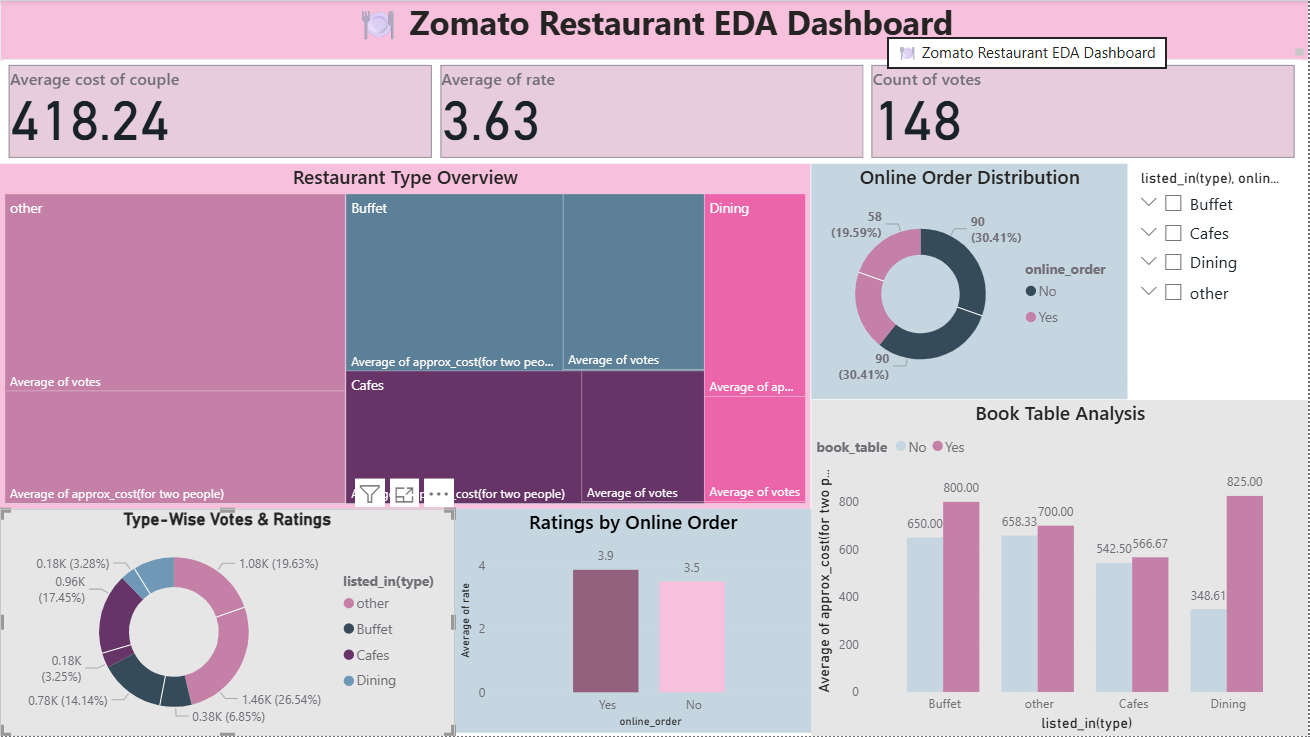 🍽️ Zomato Restaurant EDA Dashboard
🍽️ Zomato Restaurant EDA Dashboard
Average cost of couple
418.24
Average of rate
3.63
Count of votes
148
Restaurant Type Overview
other
Average of votes
Average of approx_cost(for two people)
Buffet
Average of approx_cost(for two peo...
Average of votes
Cafes
cost(for two people)
Average of votes
Dining
Average of ap...
Average of votes
Online Order Distribution
58
(19.59%)
90
(30.41%)
90
(30.41%)
online_order
No
Yes
listed_in(type), onlin...
Buffet
Cafes
Dining
other
Type-Wise Votes & Ratings
0.18K (3.28%)
1.08K (19.63%)
0.96K
(17.45%)
0.18K
(3.25%)
0.78K (14.14%)
0.38K (6.85%)
1.46K (26.54%)
listed_in(type)
other
Buffet
Cafes
Dining
Ratings by Online Order
Average of rate
4
2
0
3.9
3.5
Yes
No
online_order
Book Table Analysis
book_table No Yes
Average of approx_cost(for two p...
800
600
400
200
0
650.00
800.00
658.33
700.00
542.50
566.67
348.61
825.00
Buffet
other
Cafes
Dining
listed_in(type)